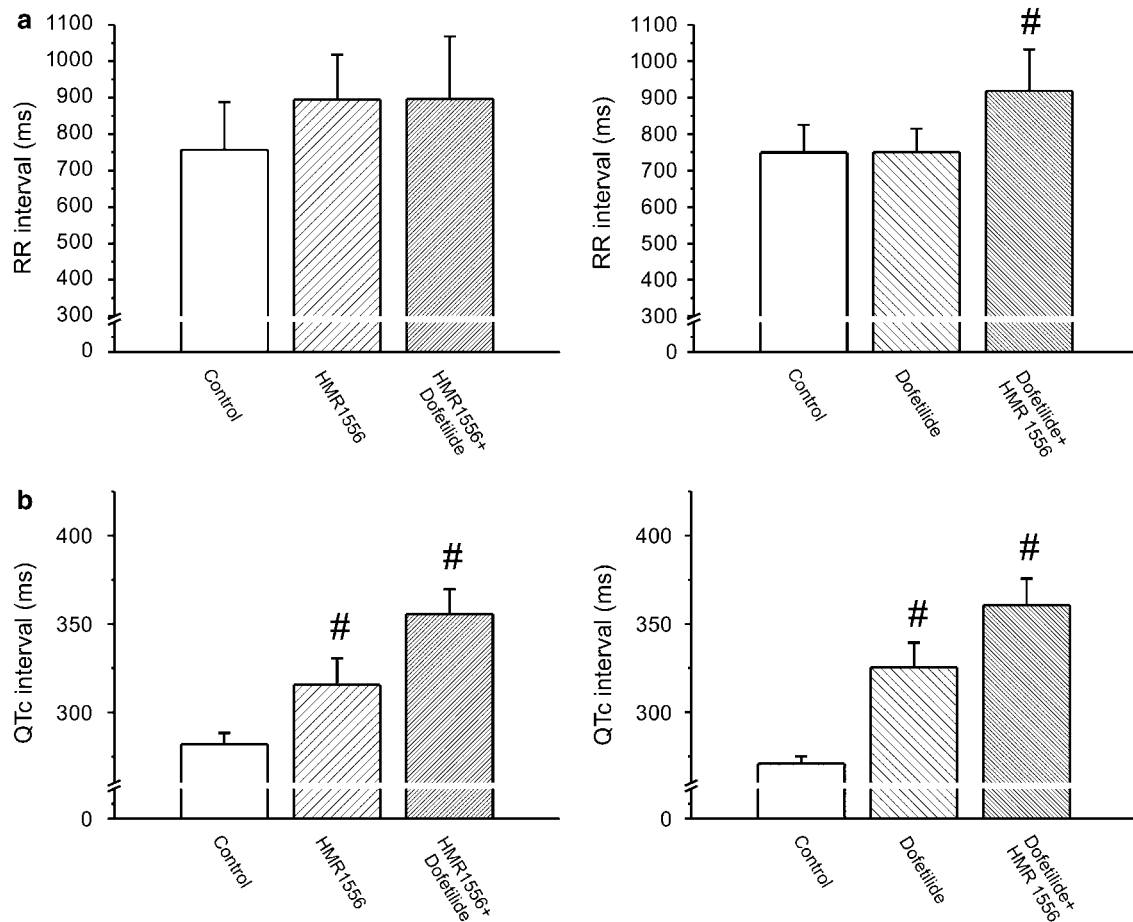 a
1100
1000
900
800
700
600
500
400
300
0
RR interval (ms)
Control
HMR1556
HMR1556+
Dofetilide
#
1100
1000
900
800
700
600
500
400
300
0
RR interval (ms)
Control
Dofetilide
Dofetilide+
HMR 1556
b
400
350
300
0
QTc interval (ms)
#
#
Control
HMR1556
HMR1556+
Dofetilide
400
350
300
0
QTc interval (ms)
#
#
Control
Dofetilide
Dofetilide+
HMR 1556